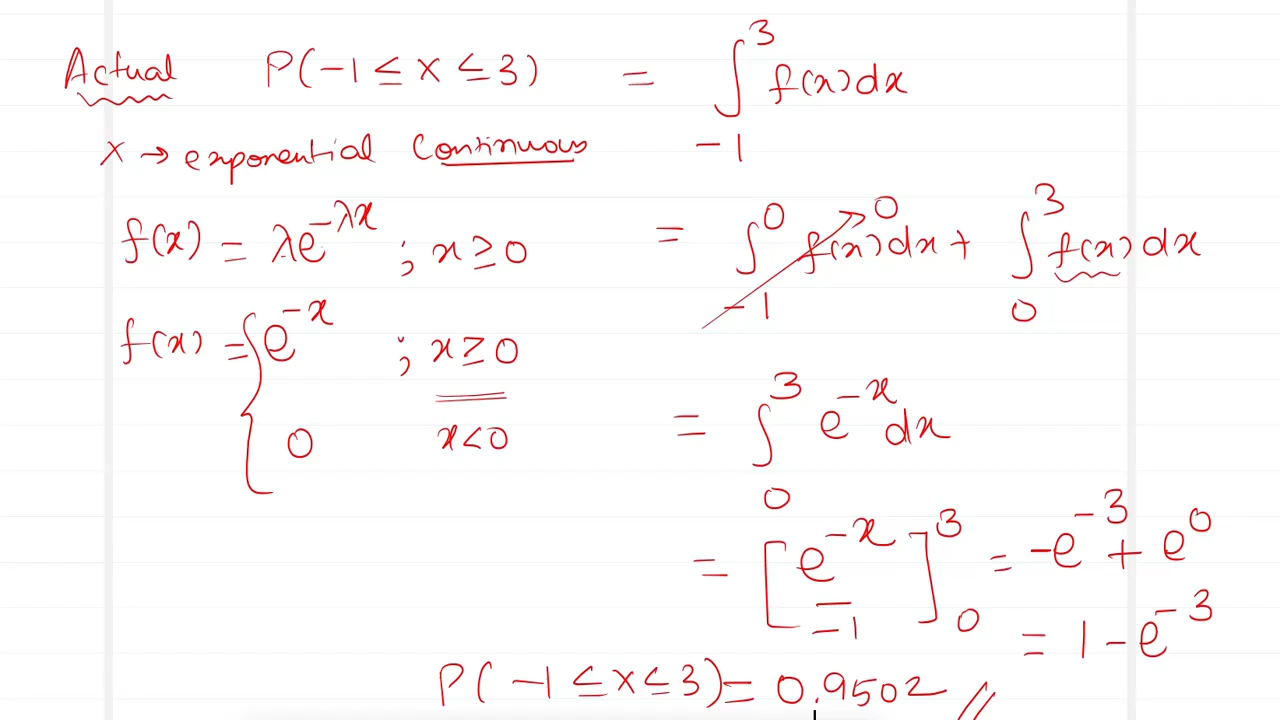 Actual P(-1 ≤ x ≤ 3) = ∫_{-1}^{3} f(x)dx
x → exponential Continuous
f(x) = λe^{-λx} ; x ≥ 0 = ∫_{-1}^{0} f(x)dx → 0 + ∫_{0}^{3} f(x)dx
f(x) = { e^{-x} ; x ≥ 0
0 x < 0 = ∫_{0}^{3} e^{-x} dx
= [e^{-x} / -1]_{0}^{3} = -e^{-3} + e^{0}
= 1 - e^{-3}
P(-1 ≤ x ≤ 3) = 0.9502 //